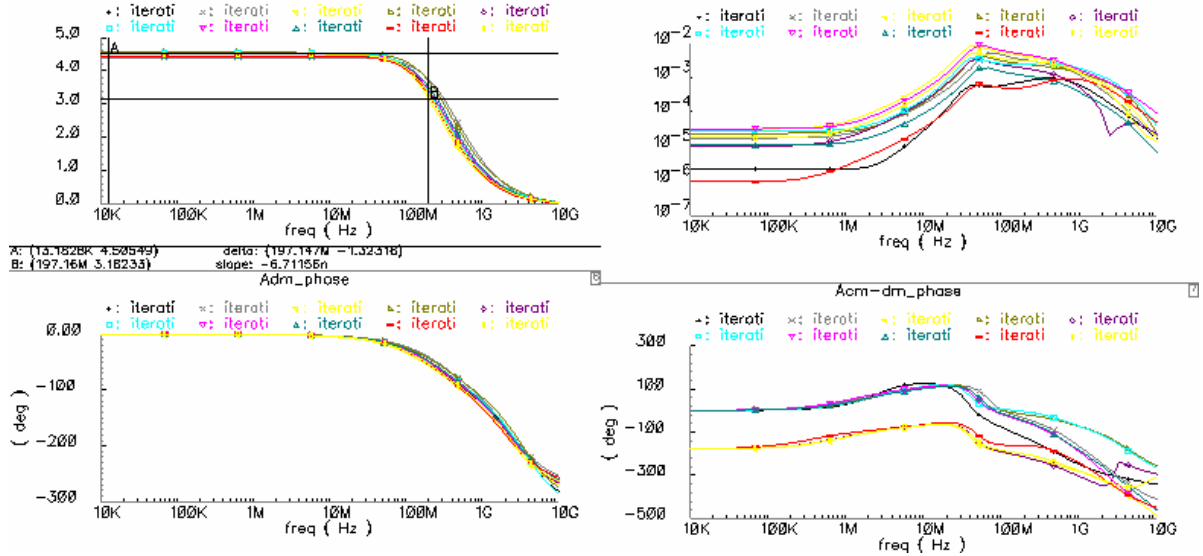 +: iterati ×: iterati ٭: iterati ▵: iterati ◇: iterati
□: iterati ▽: iterati △: iterati −: iterati : iterati
5.0
4.0
3.0
2.0
1.0
0.0
A
B
10K 100K 1M 10M 100M 1G 10G
freq ( Hz )
A: (13.1828K 4.50549) delta: (197.147M -1.32316)
B: (197.16M 3.18233) slope: -6.71156n
+: iterati ×: iterati : iterati ▵: iterati ◇: iterati
□: iterati ▽: iterati △: iterati −: iterati : iterati
10-2
10-3
10-4
10-5
10-6
10-7
10K 100K 1M 10M 100M 1G 10G
freq ( Hz )
Adm_phase
6
+: iterati ×: iterati : iterati ▵: iterati ◇: iterati
□: iterati ▽: iterati △: iterati −: iterati : iterati
0.00
-100
-200
-300
( deg )
10K 100K 1M 10M 100M 1G 10G
freq ( Hz )
Acm-dm_phase
7
+: iterati ×: iterati : iterati ▵: iterati ◇: iterati
□: iterati ▽: iterati △: iterati −: iterati : iterati
300
100
-100
-300
-500
( deg )
10K 100K 1M 10M 100M 1G 10G
freq ( Hz )